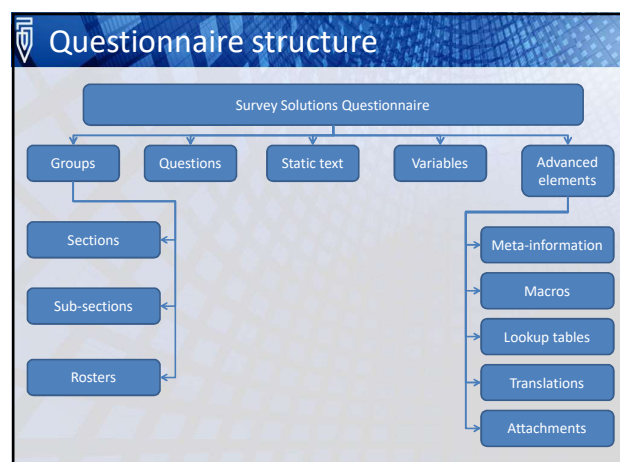 Questionnaire structure
Survey Solutions Questionnaire
Groups
Questions
Static text
Variables
Advanced
elements
Sections
Sub-sections
Rosters
Meta-information
Macros
Lookup tables
Translations
Attachments